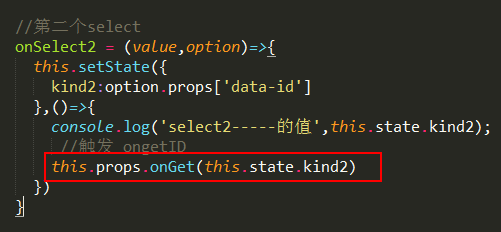 //第二个select
onSelect2 = (value,option)=>{
this.setState({
kind2:option.props['data-id']
},()=>{
console.log('select2-----的值',this.state.kind2);
//触发 ongetID
this.props.onGet(this.state.kind2)
})
}